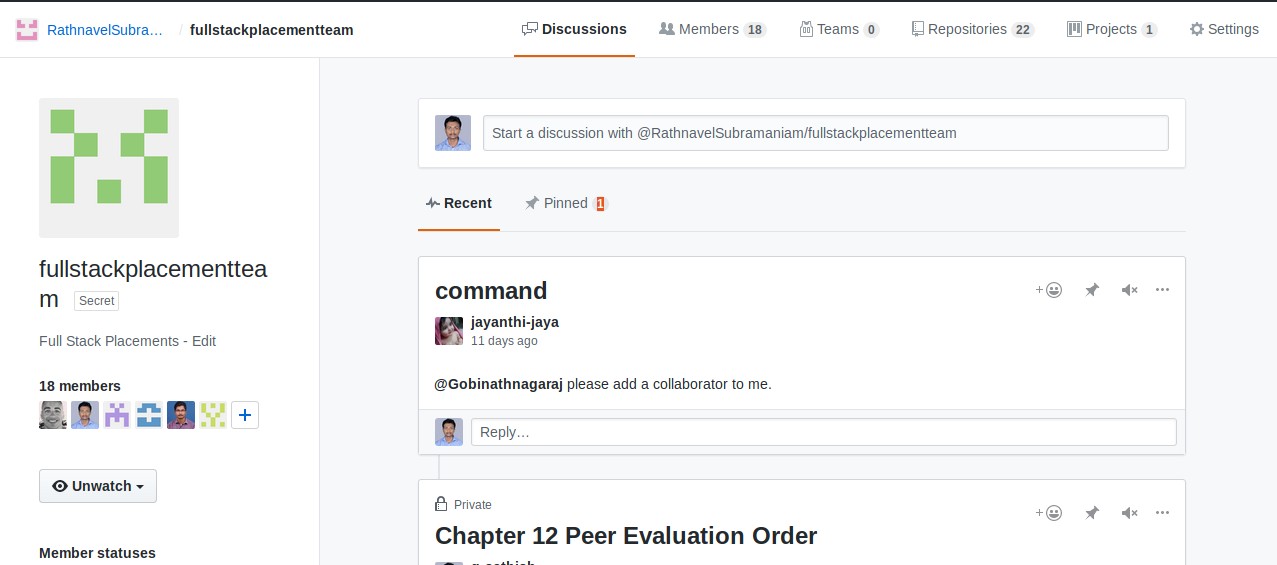 RathnavelSubra... / fullstackplacementteam
Discussions Members 18 Teams 0 Repositories 22 Projects 1 Settings
Start a discussion with @RathnavelSubramaniam/fullstackplacementteam
Recent Pinned 1
fullstackplacementtea
m Secret
Full Stack Placements - Edit
18 members
+
Unwatch
Member statuses
command
jayanthi-jaya
11 days ago
@Gobinathnagaraj please add a collaborator to me.
Reply…
Private
Chapter 12 Peer Evaluation Order